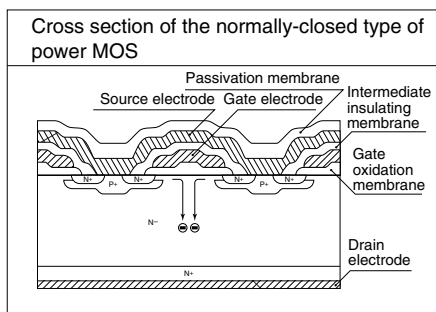 Cross section of the normally-closed type of
power MOS
Passivation membrane
Intermediate
insulating
membrane
Source electrode
Gate electrode
Gate
oxidation
membrane
N+
N+
N+
N+
P+
P+
N−
N+
Drain
electrode